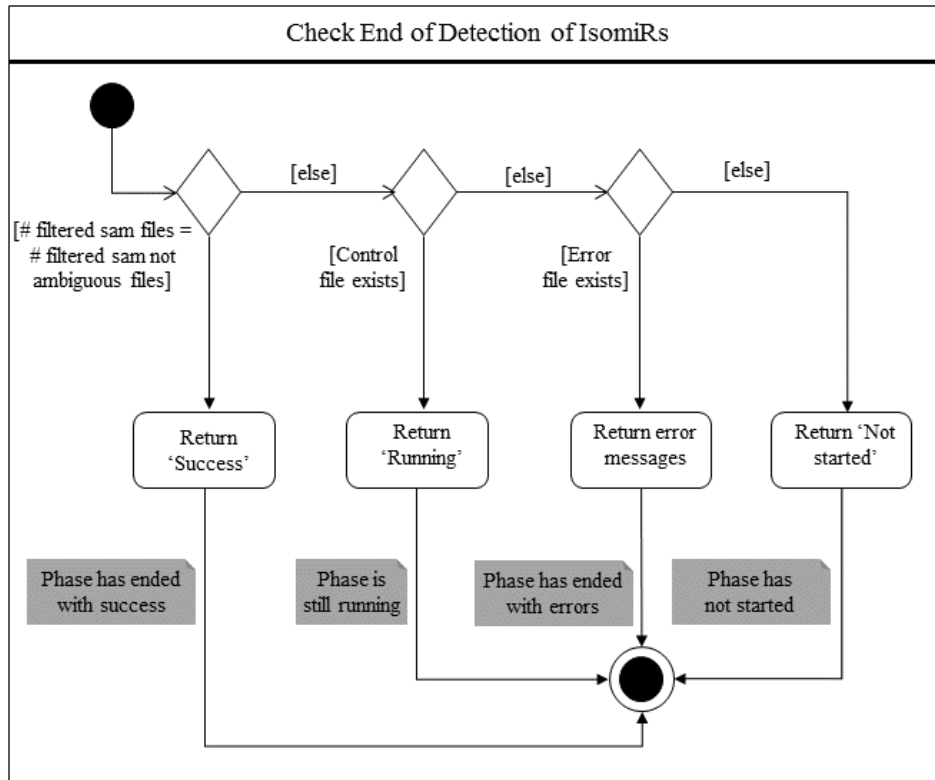 Check End of Detection of IsomiRs
[else]
[else]
[else]
[# filtered sam files =
# filtered sam not
ambiguous files]
[Control
file exists]
[Error
file exists]
Return
‘Success’
Return
‘Running’
Return error
messages
Return ‘Not
started’
Phase has ended
with success
Phase is
still running
Phase has ended
with errors
Phase has
not started